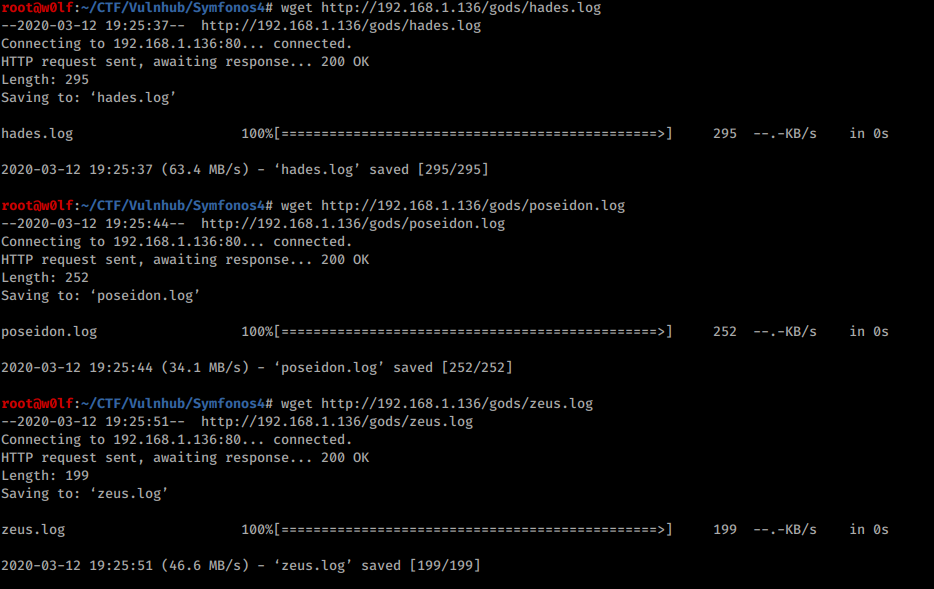 root@w0lf:~/CTF/Vulnhub/Symfonos4# wget http://192.168.1.136/gods/hades.log
--2020-03-12 19:25:37--  http://192.168.1.136/gods/hades.log
Connecting to 192.168.1.136:80... connected.
HTTP request sent, awaiting response... 200 OK
Length: 295
Saving to: ‘hades.log’
hades.log                     100%[===============================================>]     295  --.-KB/s    in 0s
2020-03-12 19:25:37 (63.4 MB/s) - ‘hades.log’ saved [295/295]
root@w0lf:~/CTF/Vulnhub/Symfonos4# wget http://192.168.1.136/gods/poseidon.log
--2020-03-12 19:25:44--  http://192.168.1.136/gods/poseidon.log
Connecting to 192.168.1.136:80... connected.
HTTP request sent, awaiting response... 200 OK
Length: 252
Saving to: ‘poseidon.log’
poseidon.log                  100%[===============================================>]     252  --.-KB/s    in 0s
2020-03-12 19:25:44 (34.1 MB/s) - ‘poseidon.log’ saved [252/252]
root@w0lf:~/CTF/Vulnhub/Symfonos4# wget http://192.168.1.136/gods/zeus.log
--2020-03-12 19:25:51--  http://192.168.1.136/gods/zeus.log
Connecting to 192.168.1.136:80... connected.
HTTP request sent, awaiting response... 200 OK
Length: 199
Saving to: ‘zeus.log’
zeus.log                      100%[===============================================>]     199  --.-KB/s    in 0s
2020-03-12 19:25:51 (46.6 MB/s) - ‘zeus.log’ saved [199/199]